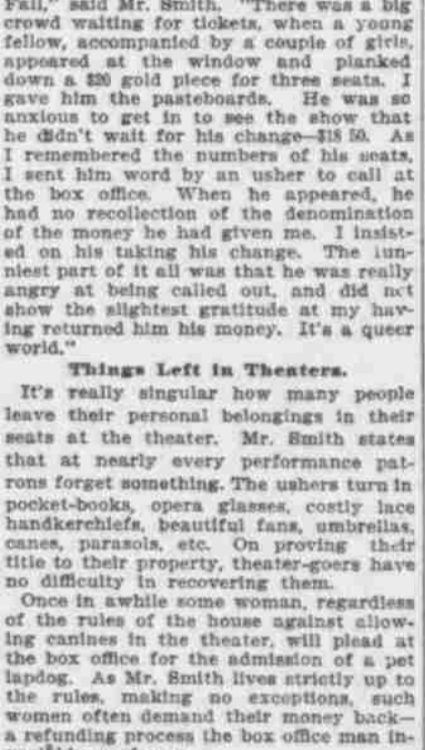 Fall," said Mr. Smith. "There was a big
crowd waiting for tickets, when a young
fellow, accompanied by a couple of girls,
appeared at the window and planked
down a $20 gold piece for three seats. I
gave him the pasteboards. He was so
anxious to get in to see the show that
he didn't wait for his change—$18 50. As
I remembered the numbers of his seats,
I sent him word by an usher to call at
the box office. When he appeared, he
had no recollection of the denomination
of the money he had given me. I insist-
ed on his taking his change. The iun-
niest part of it all was that he was really
angry at being called out, and did not
show the slightest gratitude at my hav-
ing returned him his money. It's a queer
world."
Things Left in Theaters.
It's really singular how many people
leave their personal belongings in their
seats at the theater. Mr. Smith states
that at nearly every performance pat-
rons forget something. The ushers turn in
pocket-books, opera glasses, costly lace
handkerchiefs, beautiful fans, umbrellas,
canes, parasols, etc. On proving their
title to their property, theater-goers have
no difficulty in recovering them.
Once in awhile some woman, regardless
of the rules of the house against allow-
ing canines in the theater, will plead at
the box office for the admission of a pet
lapdog. As Mr. Smith lives strictly up to
the rules, making no exceptions, such
women often demand their money back—
a refunding process the box office man in-